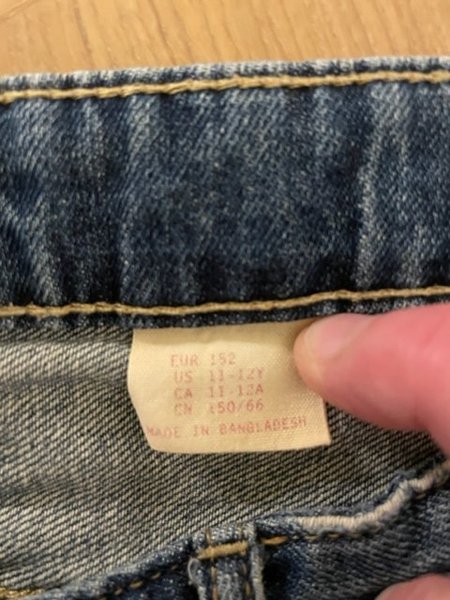 EUR 152
US 11-12Y
CA 11-12A
CN 150/66
MADE IN BANGLADESH